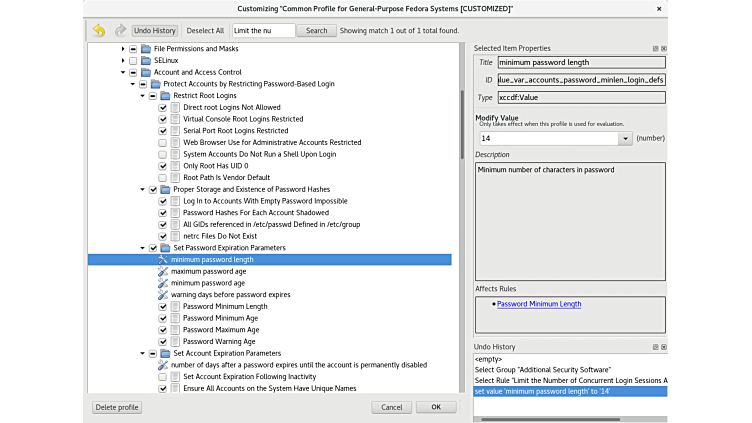 Customizing "Common Profile for General-Purpose Fedora Systems [CUSTOMIZED]"
Undo History
Deselect All
Limit the nu
Search
Showing match 1 out of 1 total found.
File Permissions and Masks
SELinux
Account and Access Control
Protect Accounts by Restricting Password-Based Login
Restrict Root Logins
Direct root Logins Not Allowed
Virtual Console Root Logins Restricted
Serial Port Root Logins Restricted
Web Browser Use for Administrative Accounts Restricted
System Accounts Do Not Run a Shell Upon Login
Only Root Has UID 0
Root Path Is Vendor Default
Proper Storage and Existence of Password Hashes
Log In to Accounts With Empty Password Impossible
Password Hashes For Each Account Shadowed
All GIDs referenced in /etc/passwd Defined in /etc/group
netrc Files Do Not Exist
Set Password Expiration Parameters
minimum password length
maximum password age
minimum password age
warning days before password expires
Password Minimum Length
Password Minimum Age
Password Maximum Age
Password Warning Age
Set Account Expiration Parameters
number of days after a password expires until the account is permanently disabled
Set Account Expiration Following Inactivity
Ensure All Accounts on the System Have Unique Names
Delete profile
Cancel
OK
Selected Item Properties
Title minimum password length
ID lue_var_accounts_password_minlen_login_defs
Type xccdf:Value
Modify Value
Only takes effect when this profile is used for evaluation.
14 (number)
Description
Minimum number of characters in password
Affects Rules
• Password Minimum Length
Undo History
<empty>
Select Group "Additional Security Software"
Select Rule "Limit the Number of Concurrent Login Sessions A
set value 'minimum password length' to '14'